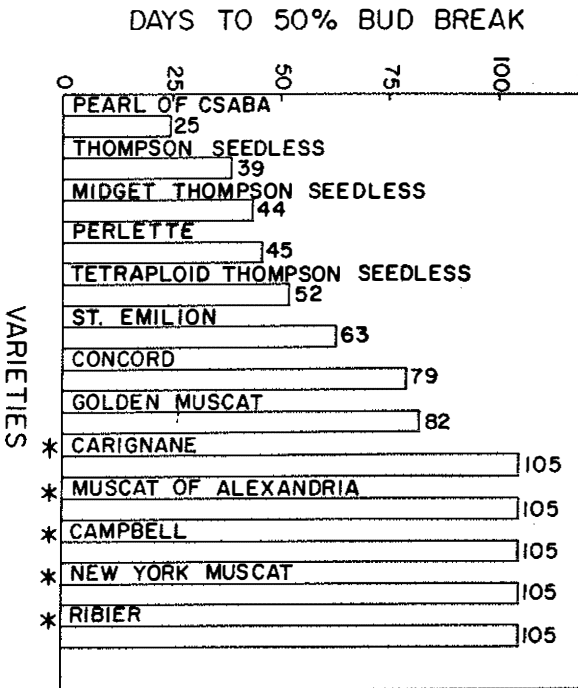 DAYS TO 50% BUD BREAK
0 25 50 75 100
PEARL OF CSABA
25
THOMPSON SEEDLESS
39
MIDGET THOMPSON SEEDLESS
44
PERLETTE
45
TETRAPLOID THOMPSON SEEDLESS
52
ST. EMILION
63
CONCORD
79
GOLDEN MUSCAT
82
* CARIGNANE
105
* MUSCAT OF ALEXANDRIA
105
* CAMPBELL
105
* NEW YORK MUSCAT
105
* RIBIER
105
VARIETIES